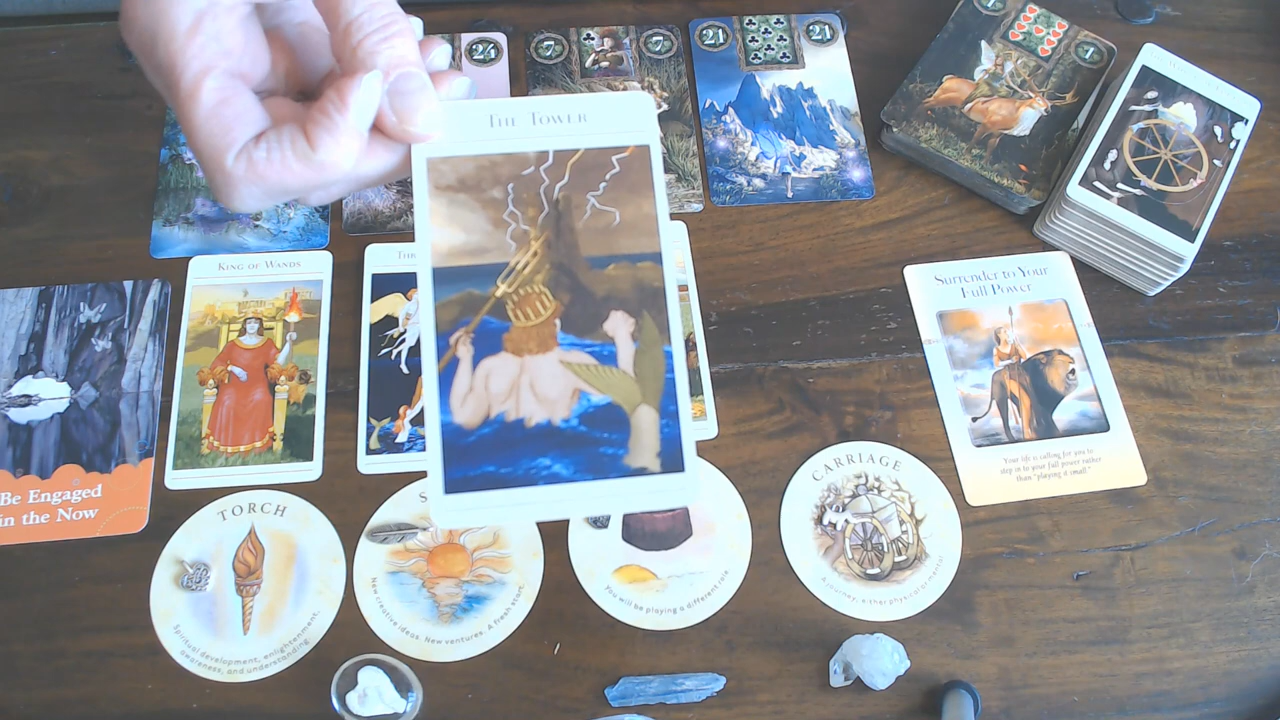 24
7
7
21
21
4
4
THE TOWER
KING OF WANDS
Surrender to Your
Full Power
Your life is calling for you to
step in to your full power rather
than "playing it small."
Be Engaged
in the Now
TORCH
Spiritual development, enlightenment,
awareness, and understanding.
New creative ideas. New ventures. A fresh start.
You will be playing a different role.
CARRIAGE
A journey, either physical or mental